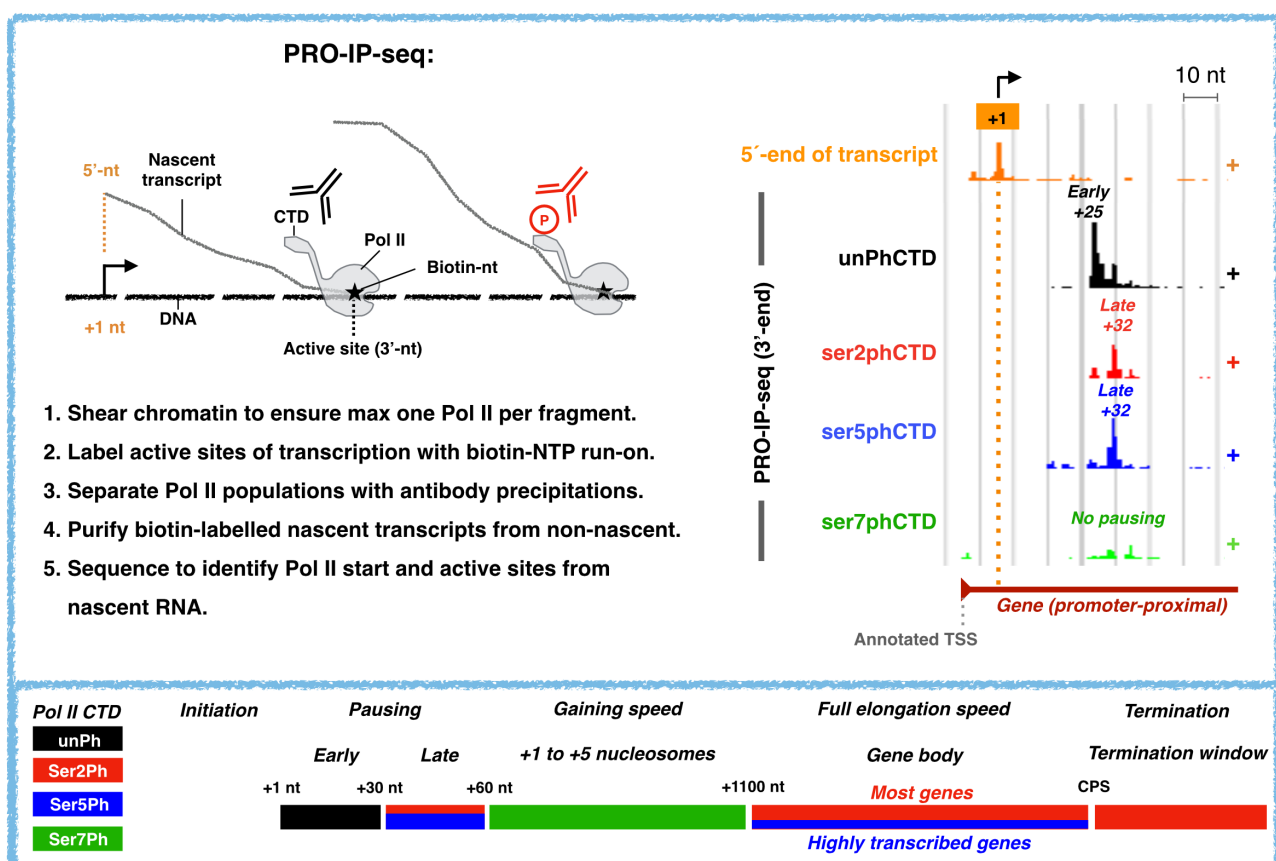 PRO-IP-seq:
5'-nt
Nascent
transcript
CTD
P
Pol II
Biotin-nt
DNA
+1 nt
Active site (3'-nt)
1. Shear chromatin to ensure max one Pol II per fragment.
2. Label active sites of transcription with biotin-NTP run-on.
3. Separate Pol II populations with antibody precipitations.
4. Purify biotin-labelled nascent transcripts from non-nascent.
5. Sequence to identify Pol II start and active sites from
nascent RNA.
10 nt
+1
5´-end of transcript
+
Early
+25
unPhCTD
+
Late
+32
ser2phCTD
+
Late
+32
ser5phCTD
+
No pausing
ser7phCTD
+
PRO-IP-seq (3'-end)
Gene (promoter-proximal)
Annotated TSS
Pol II CTD
unPh
Ser2Ph
Ser5Ph
Ser7Ph
Initiation
Pausing
Gaining speed
Full elongation speed
Termination
Early
Late
+1 to +5 nucleosomes
Gene body
Termination window
+1 nt
+30 nt
+60 nt
+1100 nt
Most genes
CPS
Highly transcribed genes